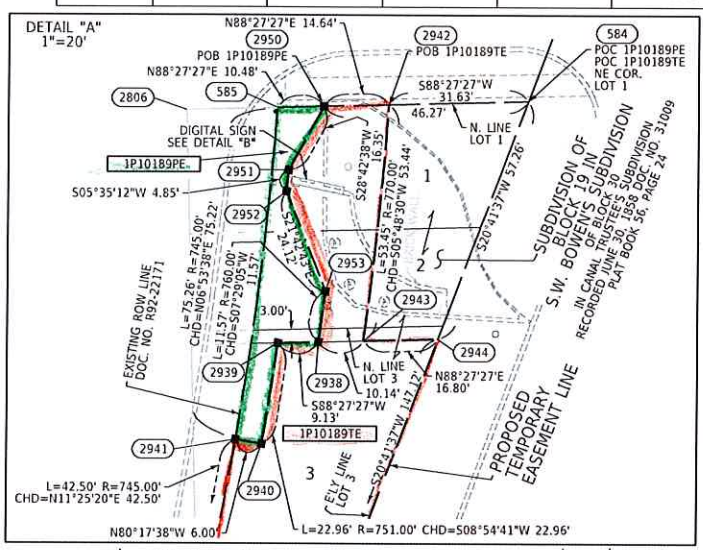 DETAIL "A"
1"=20'
N88°27'27"E 14.64'
2950
2942
584
POB 1P10189PE
POB 1P10189TE
POC 1P10189PE
POC 1P10189TE
NE COR.
LOT 1
N88°27'27"E 10.48'
2806
585
S88°27'27"W
31.63'
46.27'
N. LINE
LOT 1
DIGITAL SIGN
SEE DETAIL "B"
1P10189PE
2951
S05°35'12"W 4.85'
2952
S28°42'38"W
16.35'
L=53.45' R=770.00'
CHD=S05°48'30"W 53.44'
S20°41'37"W 57.26'
1
2
SUBDIVISION OF
BLOCK 19 IN
S.W. BOWEN'S SUBDIVISION
OF BLOCK 30
IN CANAL TRUSTEE'S SUBDIVISION
RECORDED JUNE 30, 1858 DOC. NO. 31009
PLAT BOOK 56, PAGE 24
S21°12'43"E
24.12'
L=75.26' R=745.00'
CHD=N06°53'38"E 75.22'
L=11.57' R=760.00'
CHD=S07°29'05"W
11.57'
2953
2943
3.00'
EXISTING ROW LINE
DOC. NO. R92-22171
2939
2938
2944
N. LINE
LOT 3
10.14'
N88°27'27"E
16.80'
S88°27'27"W
9.13'
1P10189TE
S20°41'37"W 147.12'
PROPOSED
TEMPORARY
EASEMENT LINE
2941
2940
3
E'LY LINE
LOT 3
L=42.50' R=745.00'
CHD=N11°25'20"E 42.50'
N80°17'38"W 6.00'
L=22.96' R=751.00' CHD=S08°54'41"W 22.96'